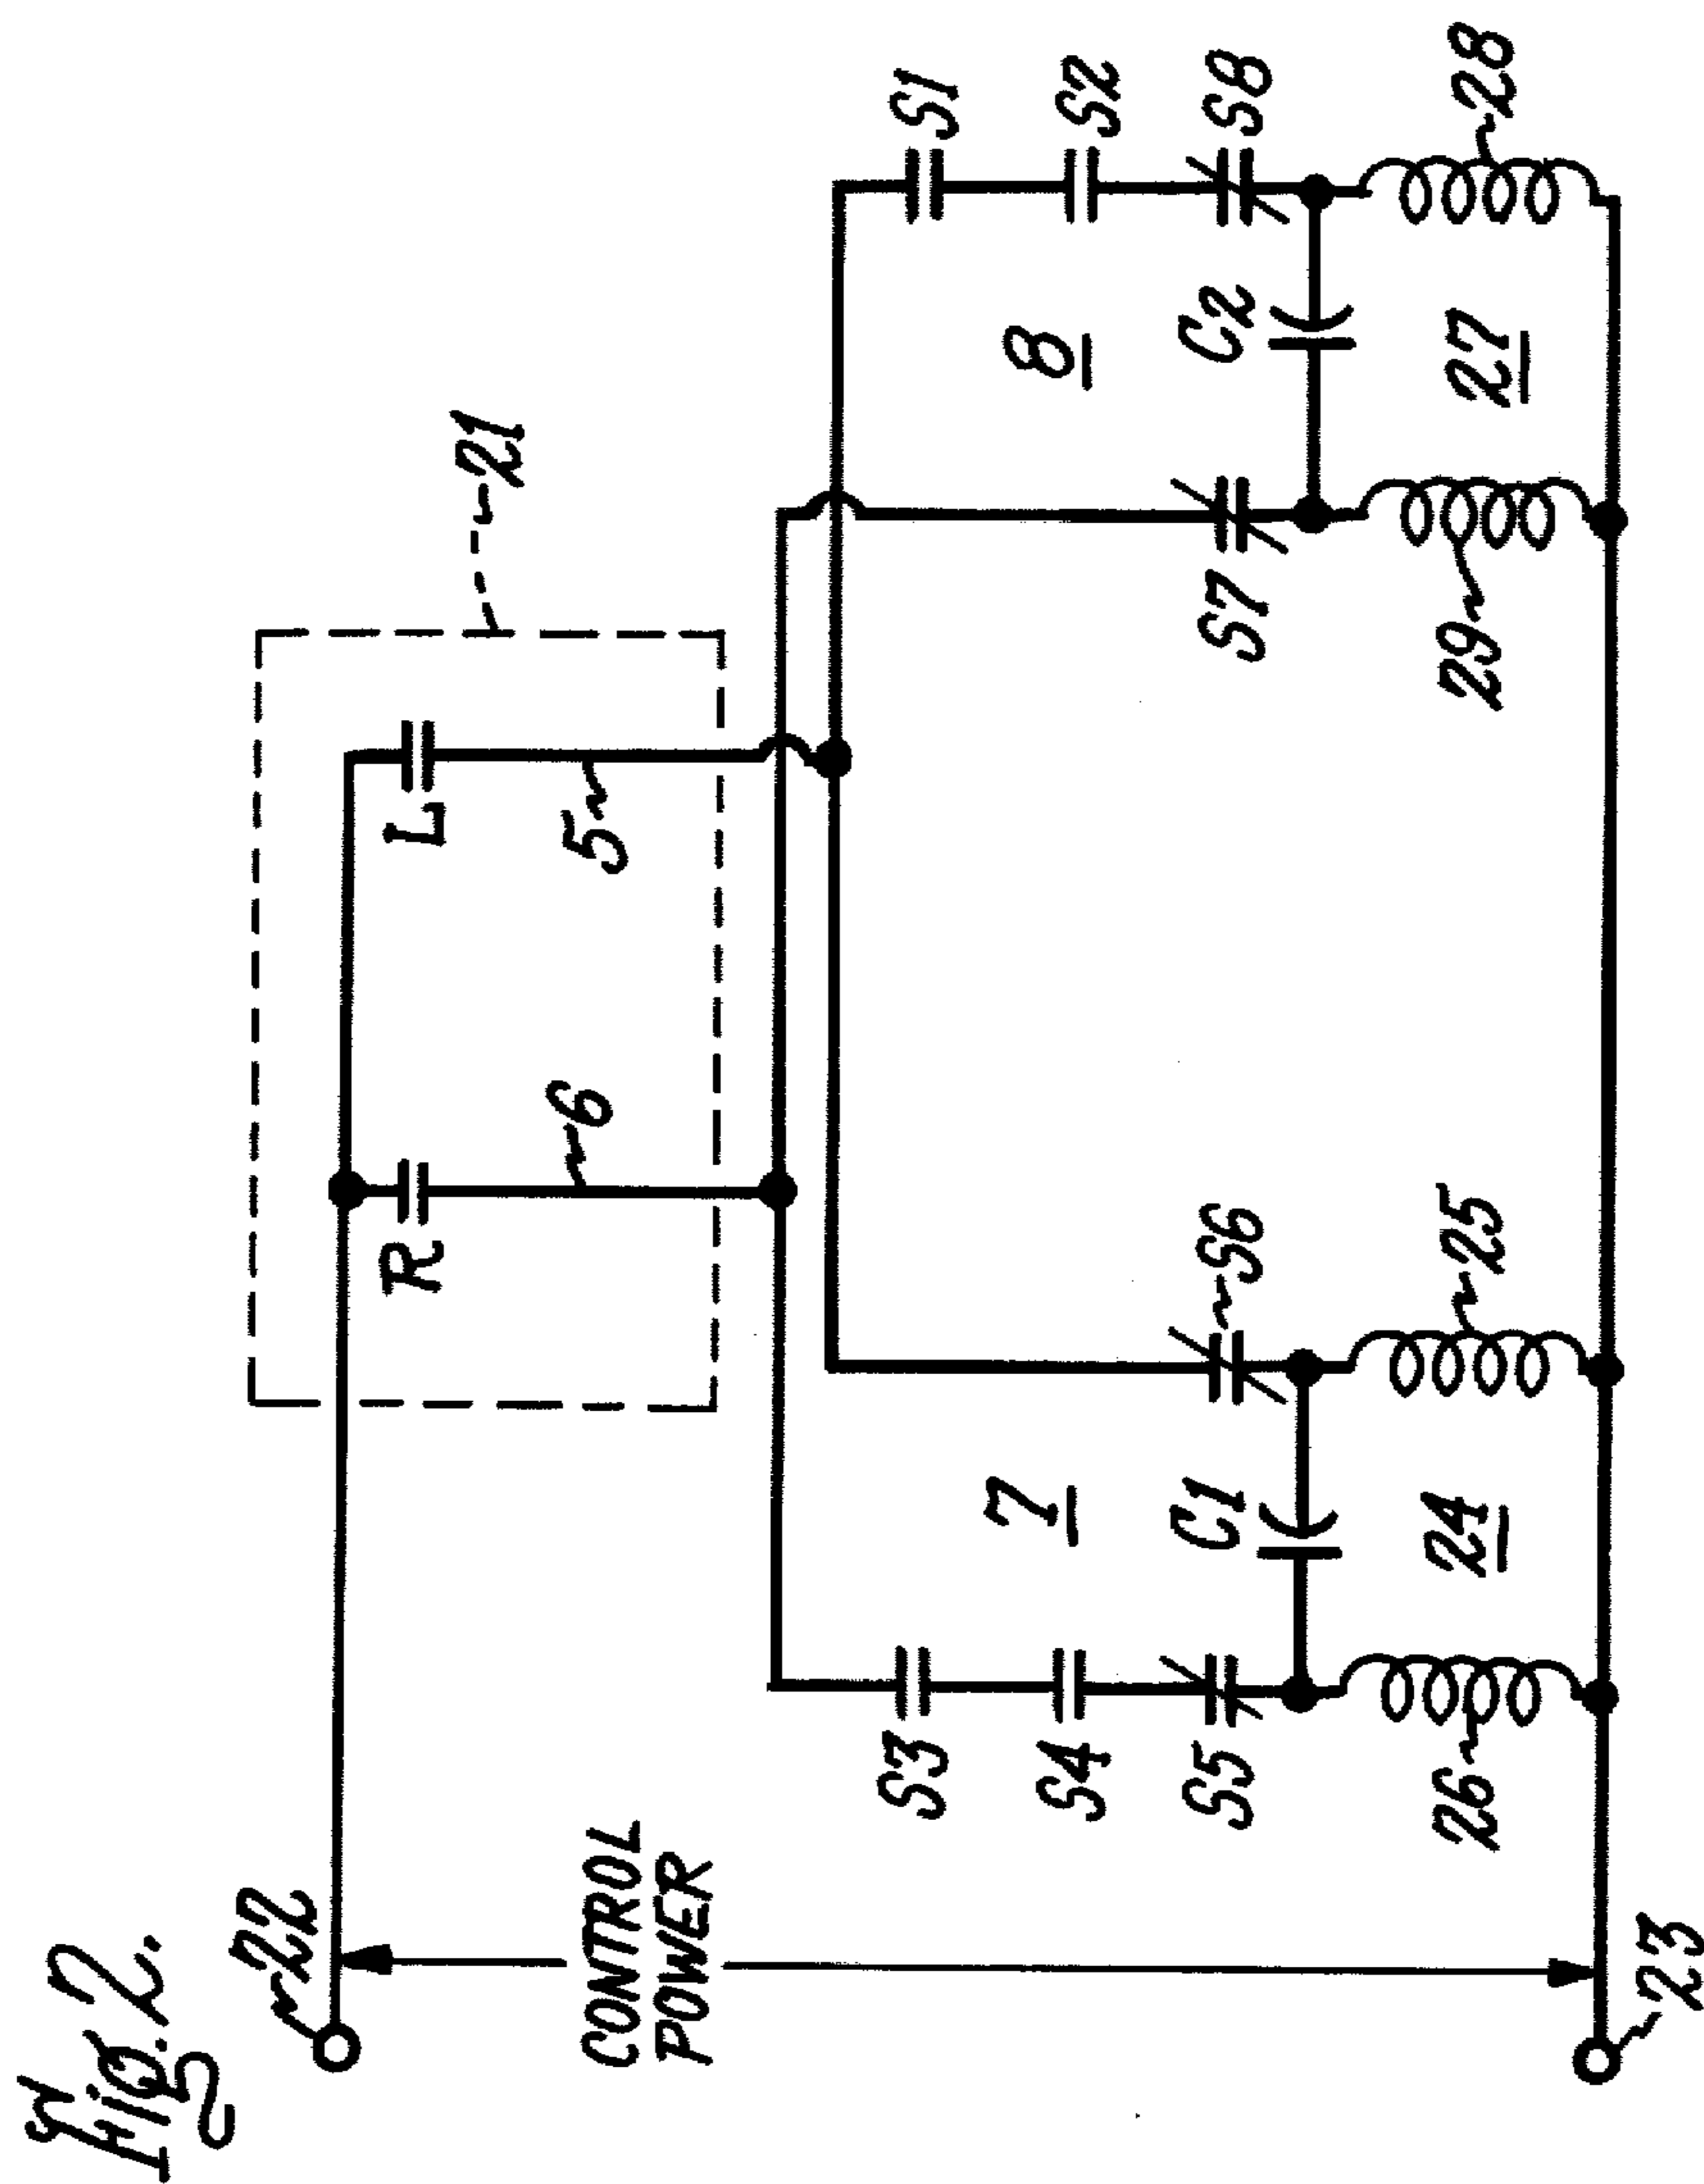 Fig. 2.
22
CONTROL
POWER
23
21
R
L
6
5
S3
S4
S5
7
C1
S6
24
26
25
S1
S2
S8
8
C2
S7
27
29
28